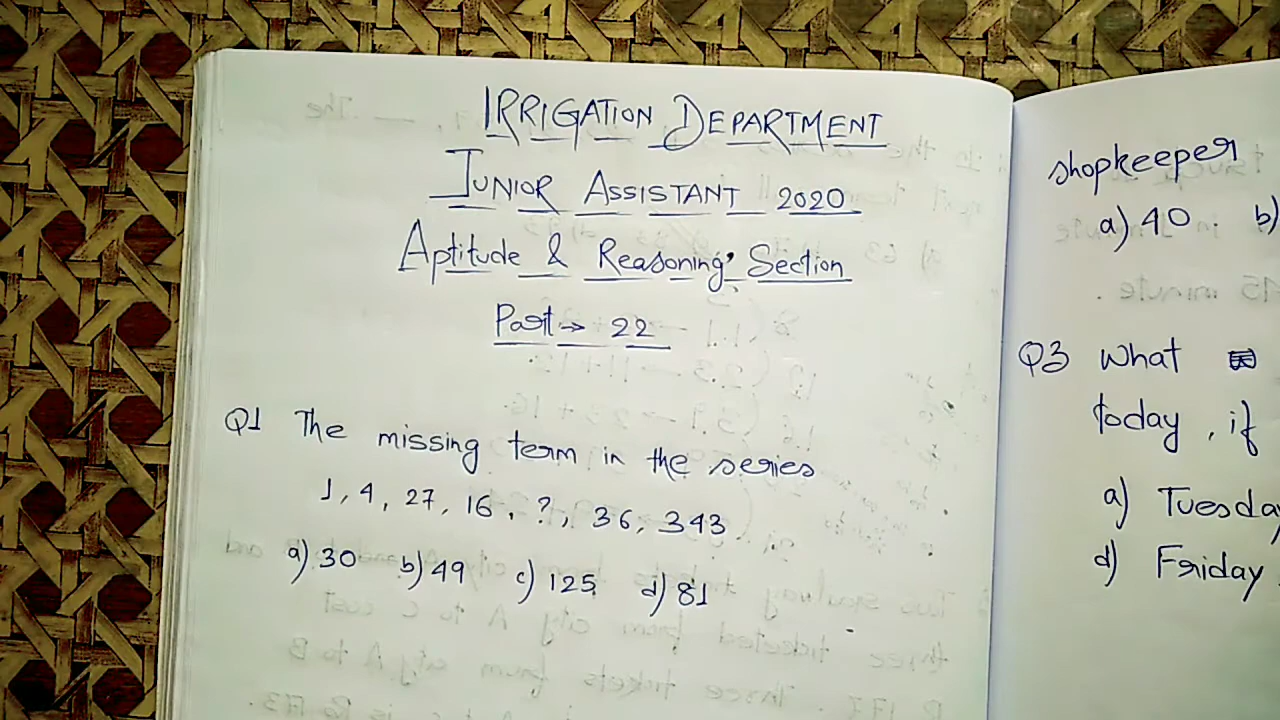 IRRIGATION DEPARTMENT
JUNIOR ASSISTANT 2020
Aptitude & Reasoning Section
Part → 22
Q1 The missing term in the series
1, 4, 27, 16, ?, 36, 343
a) 30 b) 49 c) 125 d) 81
shopkeeper
a) 40. b)
Q3 What
today, if
a) Tuesda
d) Friday